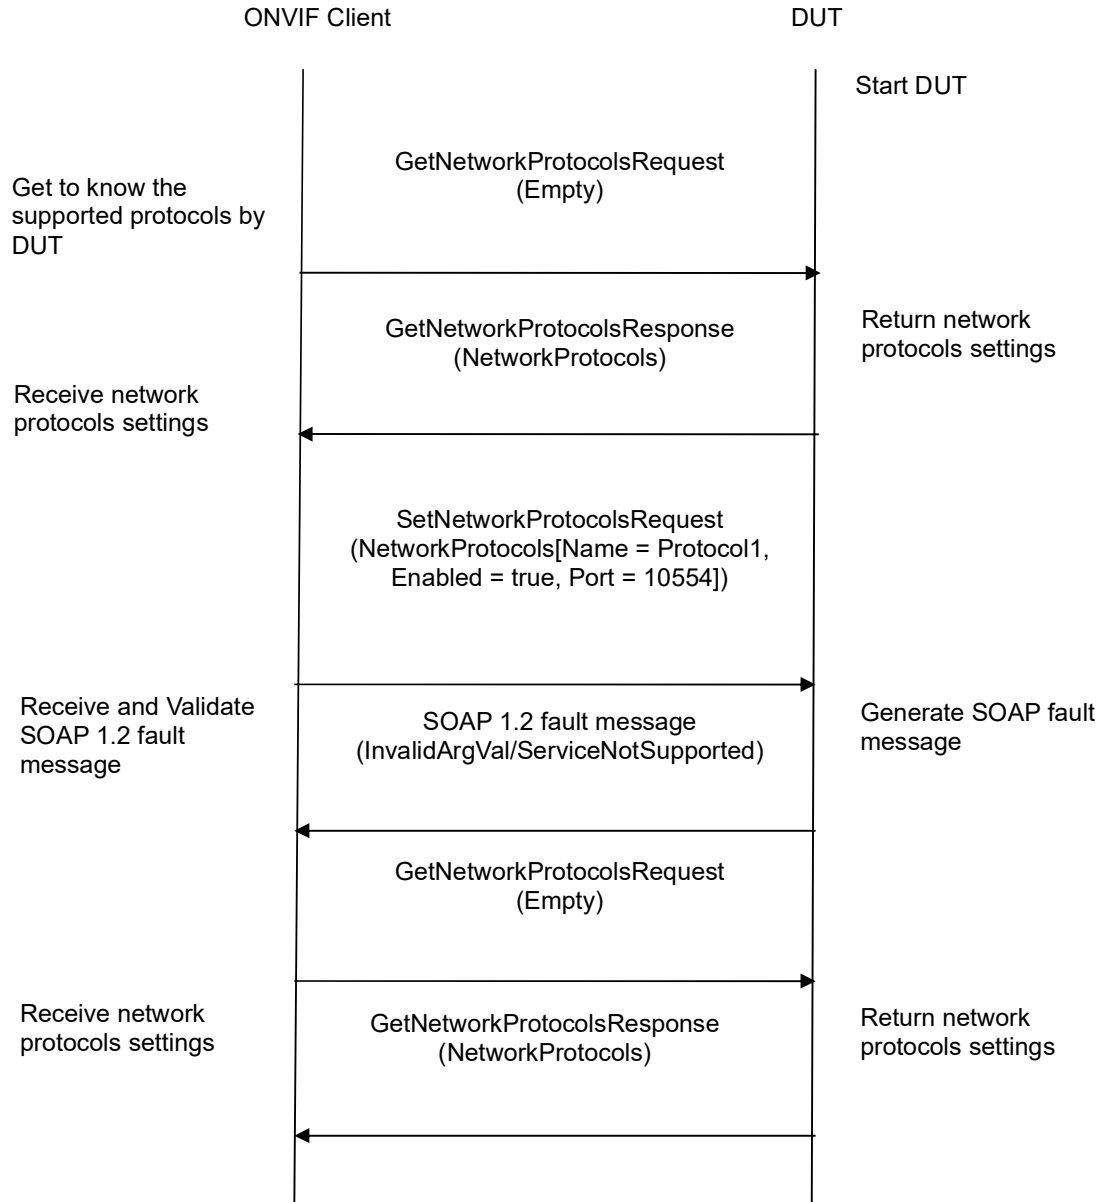 ONVIF Client
DUT
Start DUT
GetNetworkProtocolsRequest
(Empty)
Get to know the
supported protocols by
DUT
GetNetworkProtocolsResponse
(NetworkProtocols)
Return network
protocols settings
Receive network
protocols settings
SetNetworkProtocolsRequest
(NetworkProtocols[Name = Protocol1,
Enabled = true, Port = 10554])
Receive and Validate
SOAP 1.2 fault
message
SOAP 1.2 fault message
(InvalidArgVal/ServiceNotSupported)
Generate SOAP fault
message
GetNetworkProtocolsRequest
(Empty)
Receive network
protocols settings
GetNetworkProtocolsResponse
(NetworkProtocols)
Return network
protocols settings